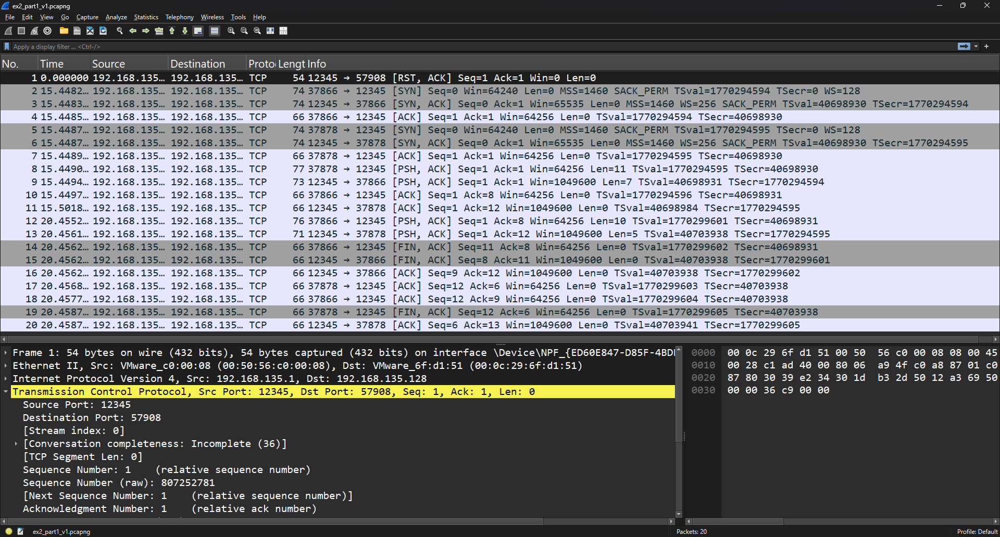 ex2_part1_v1.pcapng
File Edit View Go Capture Analyze Statistics Telephony Wireless Tools Help
Apply a display filter ... <Ctrl-/>
No. Time Source Destination Proto Lengt Info
1 0.000000 192.168.135… 192.168.135… TCP 54 12345 → 57908 [RST, ACK] Seq=1 Ack=1 Win=0 Len=0
2 15.4482… 192.168.135… 192.168.135… TCP 74 37866 → 12345 [SYN] Seq=0 Win=64240 Len=0 MSS=1460 SACK_PERM TSval=1770294594 TSecr=0 WS=128
3 15.4483… 192.168.135… 192.168.135… TCP 74 12345 → 37866 [SYN, ACK] Seq=0 Ack=1 Win=65535 Len=0 MSS=1460 WS=256 SACK_PERM TSval=40698930 TSecr=1770294594
4 15.4485… 192.168.135… 192.168.135… TCP 66 37866 → 12345 [ACK] Seq=1 Ack=1 Win=64256 Len=0 TSval=1770294594 TSecr=40698930
5 15.4487… 192.168.135… 192.168.135… TCP 74 37878 → 12345 [SYN] Seq=0 Win=64240 Len=0 MSS=1460 SACK_PERM TSval=1770294595 TSecr=0 WS=128
6 15.4487… 192.168.135… 192.168.135… TCP 74 12345 → 37878 [SYN, ACK] Seq=0 Ack=1 Win=65535 Len=0 MSS=1460 WS=256 SACK_PERM TSval=40698930 TSecr=1770294595
7 15.4489… 192.168.135… 192.168.135… TCP 66 37878 → 12345 [ACK] Seq=1 Ack=1 Win=64256 Len=0 TSval=1770294595 TSecr=40698930
8 15.4490… 192.168.135… 192.168.135… TCP 77 37878 → 12345 [PSH, ACK] Seq=1 Ack=1 Win=64256 Len=11 TSval=1770294595 TSecr=40698930
9 15.4494… 192.168.135… 192.168.135… TCP 73 12345 → 37866 [PSH, ACK] Seq=1 Ack=1 Win=1049600 Len=7 TSval=40698931 TSecr=1770294594
10 15.4497… 192.168.135… 192.168.135… TCP 66 37866 → 12345 [ACK] Seq=1 Ack=8 Win=64256 Len=0 TSval=1770294596 TSecr=40698931
11 15.5018… 192.168.135… 192.168.135… TCP 66 12345 → 37878 [ACK] Seq=1 Ack=12 Win=1049600 Len=0 TSval=40698984 TSecr=1770294595
12 20.4552… 192.168.135… 192.168.135… TCP 76 37866 → 12345 [PSH, ACK] Seq=1 Ack=8 Win=64256 Len=10 TSval=1770299601 TSecr=40698931
13 20.4561… 192.168.135… 192.168.135… TCP 71 12345 → 37878 [PSH, ACK] Seq=1 Ack=12 Win=1049600 Len=5 TSval=40703938 TSecr=1770294595
14 20.4562… 192.168.135… 192.168.135… TCP 66 37866 → 12345 [FIN, ACK] Seq=11 Ack=8 Win=64256 Len=0 TSval=1770299602 TSecr=40698931
15 20.4562… 192.168.135… 192.168.135… TCP 66 12345 → 37866 [FIN, ACK] Seq=8 Ack=11 Win=1049600 Len=0 TSval=40703938 TSecr=1770299601
16 20.4562… 192.168.135… 192.168.135… TCP 66 12345 → 37866 [ACK] Seq=9 Ack=12 Win=1049600 Len=0 TSval=40703938 TSecr=1770299602
17 20.4568… 192.168.135… 192.168.135… TCP 66 37878 → 12345 [ACK] Seq=12 Ack=6 Win=64256 Len=0 TSval=1770299603 TSecr=40703938
18 20.4577… 192.168.135… 192.168.135… TCP 66 37866 → 12345 [ACK] Seq=12 Ack=9 Win=64256 Len=0 TSval=1770299604 TSecr=40703938
19 20.4587… 192.168.135… 192.168.135… TCP 66 37878 → 12345 [FIN, ACK] Seq=12 Ack=6 Win=64256 Len=0 TSval=1770299605 TSecr=40703938
20 20.4587… 192.168.135… 192.168.135… TCP 66 12345 → 37878 [ACK] Seq=6 Ack=13 Win=1049600 Len=0 TSval=40703941 TSecr=1770299605
Frame 1: 54 bytes on wire (432 bits), 54 bytes captured (432 bits) on interface \Device\NPF_{ED60E847-D85F-4BD
Ethernet II, Src: VMware_c0:00:08 (00:50:56:c0:00:08), Dst: VMware_6f:d1:51 (00:0c:29:6f:d1:51)
Internet Protocol Version 4, Src: 192.168.135.1, Dst: 192.168.135.128
Transmission Control Protocol, Src Port: 12345, Dst Port: 57908, Seq: 1, Ack: 1, Len: 0
Source Port: 12345
Destination Port: 57908
[Stream index: 0]
[Conversation completeness: Incomplete (36)]
[TCP Segment Len: 0]
Sequence Number: 1 (relative sequence number)
Sequence Number (raw): 807252781
[Next Sequence Number: 1 (relative sequence number)]
Acknowledgment Number: 1 (relative ack number)
0000 00 0c 29 6f d1 51 00 50 56 c0 00 08 08 00 45
0010 00 28 c1 ad 40 00 80 06 a9 4f c0 a8 87 01 c0
0020 87 80 30 39 e2 34 30 1d b3 2d 50 12 a3 69 50
0030 00 00 36 c9 00 00
ex2_part1_v1.pcapng Packets: 20 Profile: Default